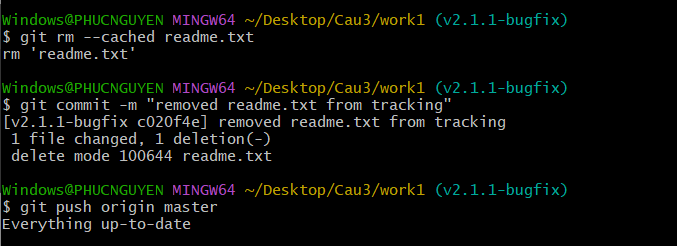 Windows@PHUCNGUYEN MINGW64 ~/Desktop/Cau3/work1 (v2.1.1-bugfix)
$ git rm --cached readme.txt
rm 'readme.txt'
Windows@PHUCNGUYEN MINGW64 ~/Desktop/Cau3/work1 (v2.1.1-bugfix)
$ git commit -m "removed readme.txt from tracking"
[v2.1.1-bugfix c020f4e] removed readme.txt from tracking
 1 file changed, 1 deletion(-)
 delete mode 100644 readme.txt
Windows@PHUCNGUYEN MINGW64 ~/Desktop/Cau3/work1 (v2.1.1-bugfix)
$ git push origin master
Everything up-to-date